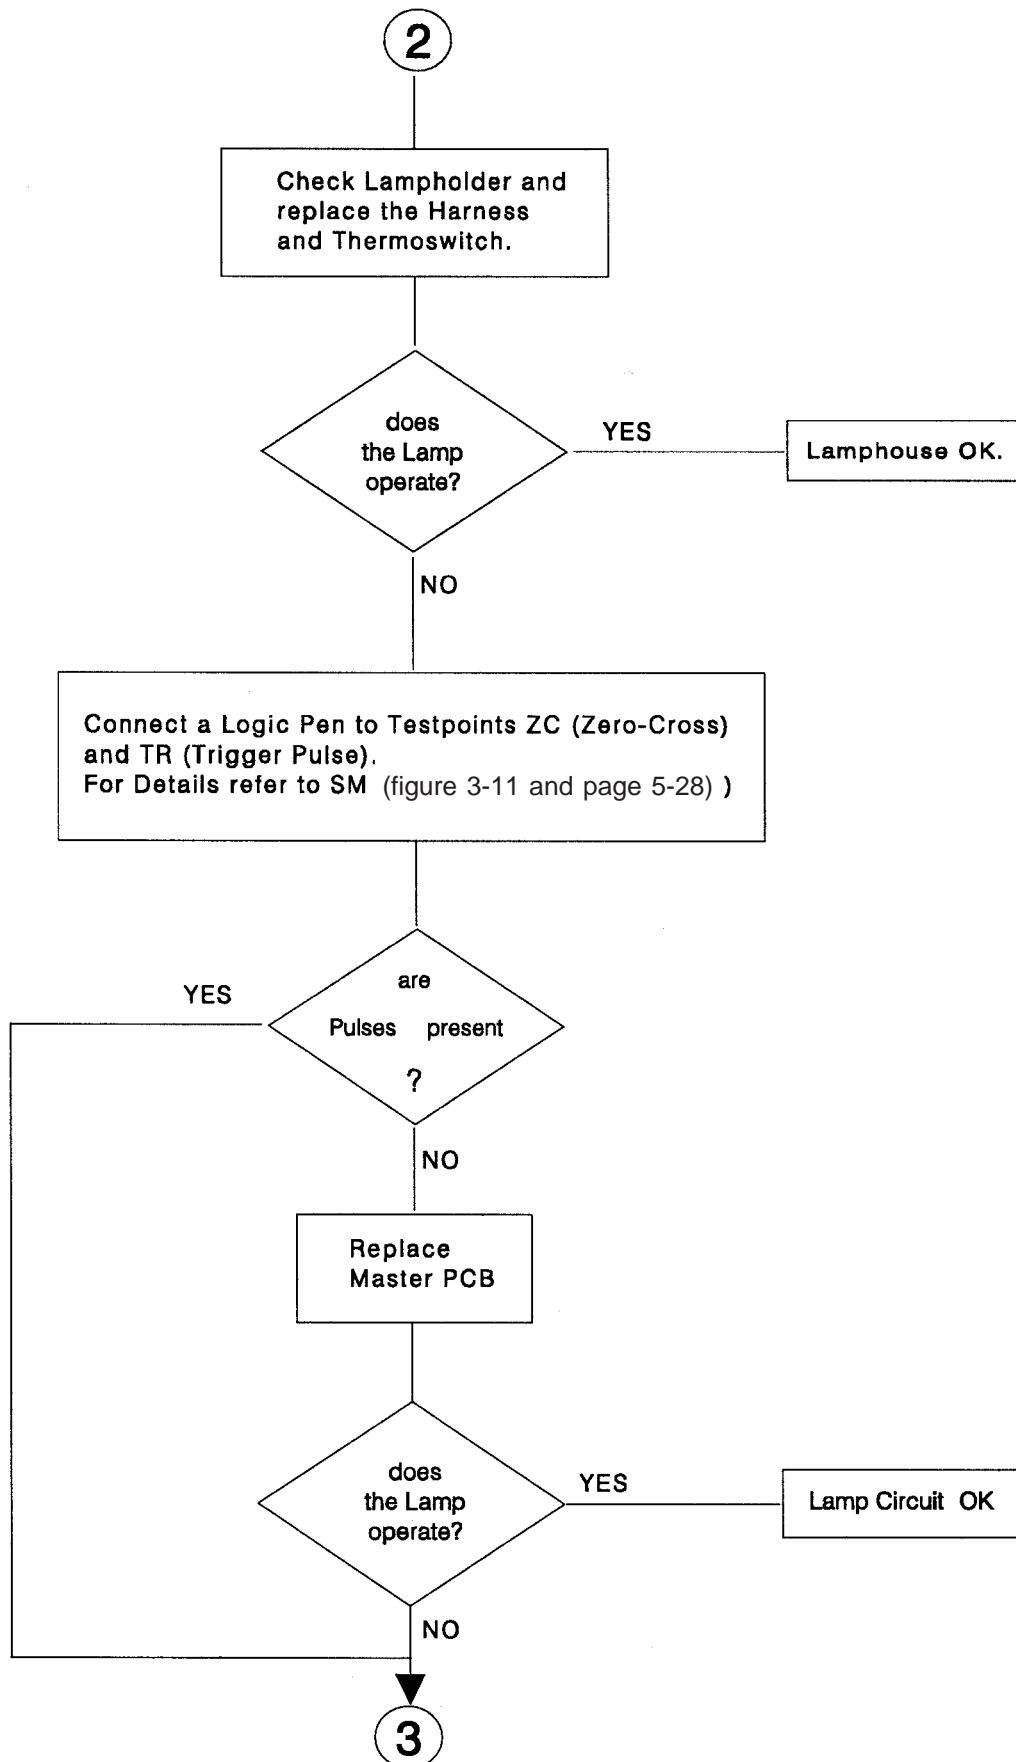 2
Check Lampholder and
replace the Harness
and Thermoswitch.
does
the Lamp
operate?
YES
Lamphouse OK.
NO
Connect a Logic Pen to Testpoints ZC (Zero-Cross)
and TR (Trigger Pulse).
For Details refer to SM (figure 3-11 and page 5-28) )
are
YES
Pulses present
?
NO
Replace
Master PCB
does
the Lamp
operate?
YES
Lamp Circuit OK
NO
3